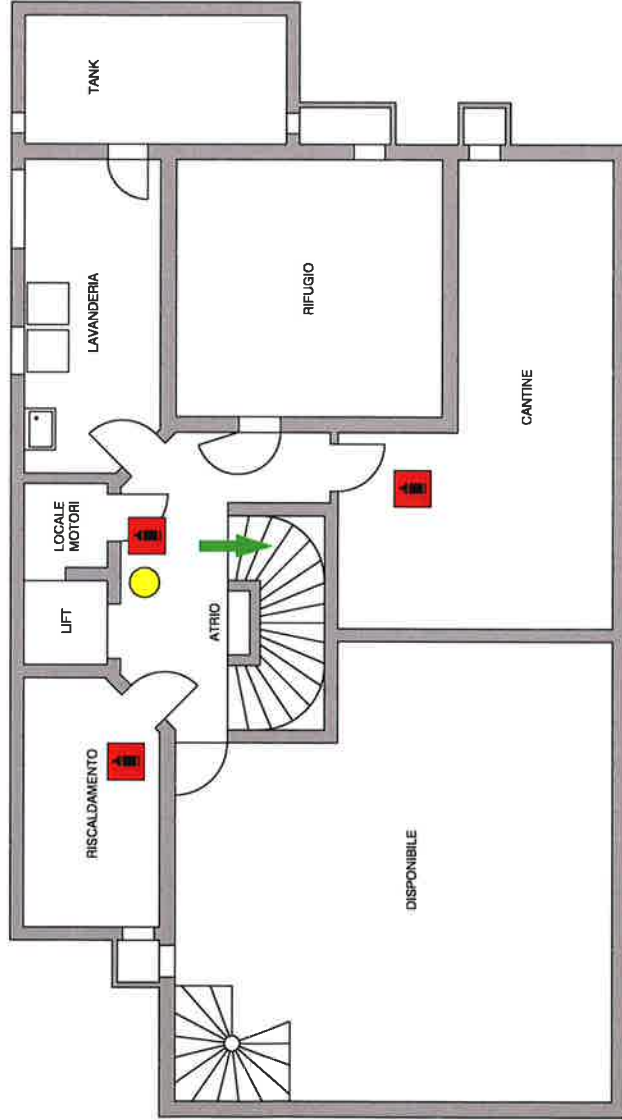 TANK
LAVANDERIA
RIFUGIO
CANTINE
LOCALE
MOTORI
LIFT
ATRIO
RISCALDAMENTO
DISPONIBILE